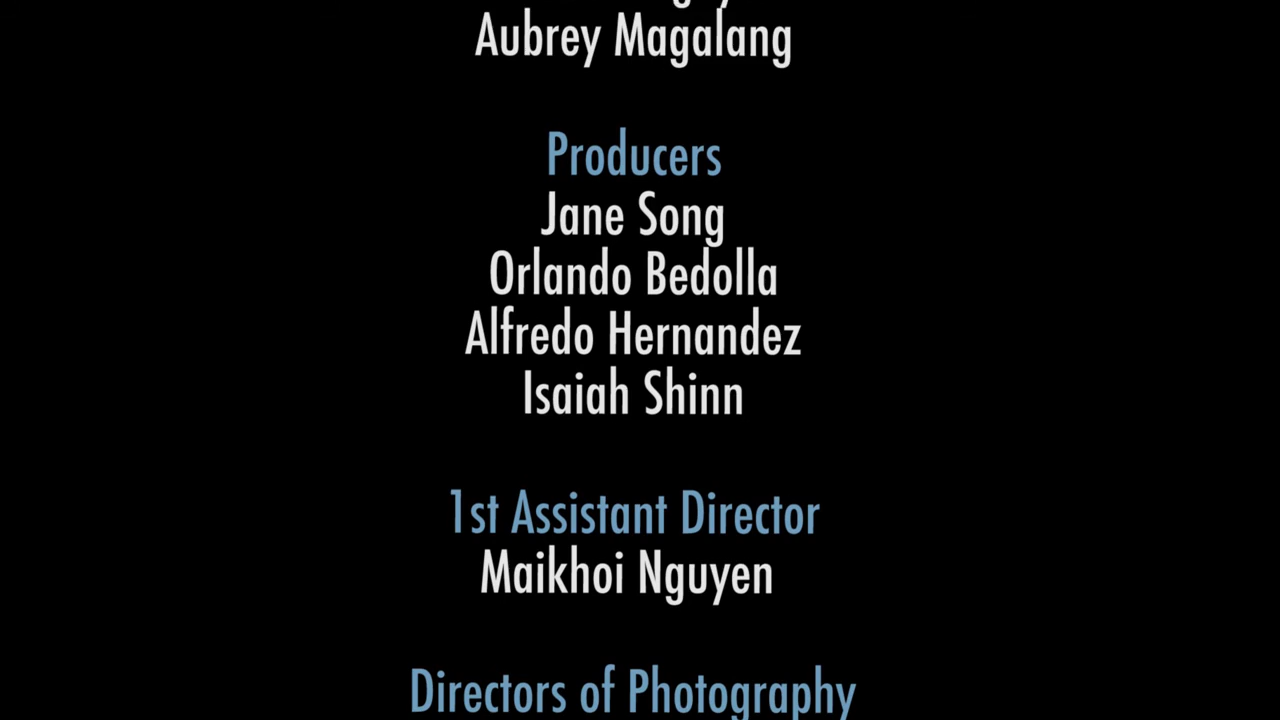 Aubrey Magalang
Producers
Jane Song
Orlando Bedolla
Alfredo Hernandez
Isaiah Shinn
1st Assistant Director
Maikhoi Nguyen
Directors of Photography